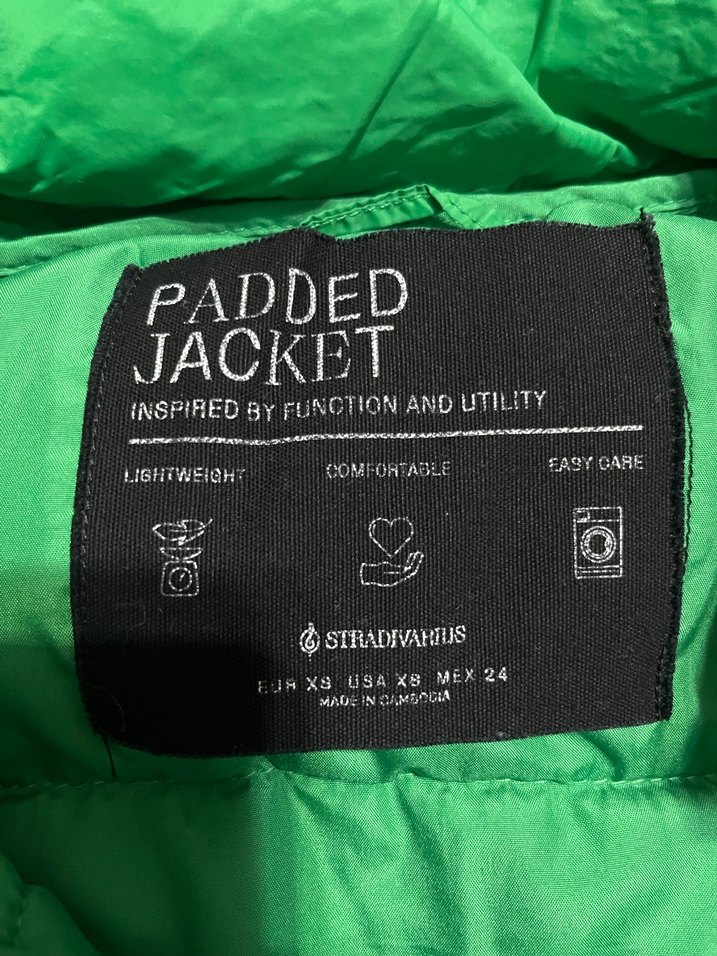 PADDED
JACKET
INSPIRED BY FUNCTION AND UTILITY
LIGHTWEIGHT COMFORTABLE EASY CARE
STRADIVARIUS
EUR XS USA XS MEX 24
MADE IN CAMBODIA